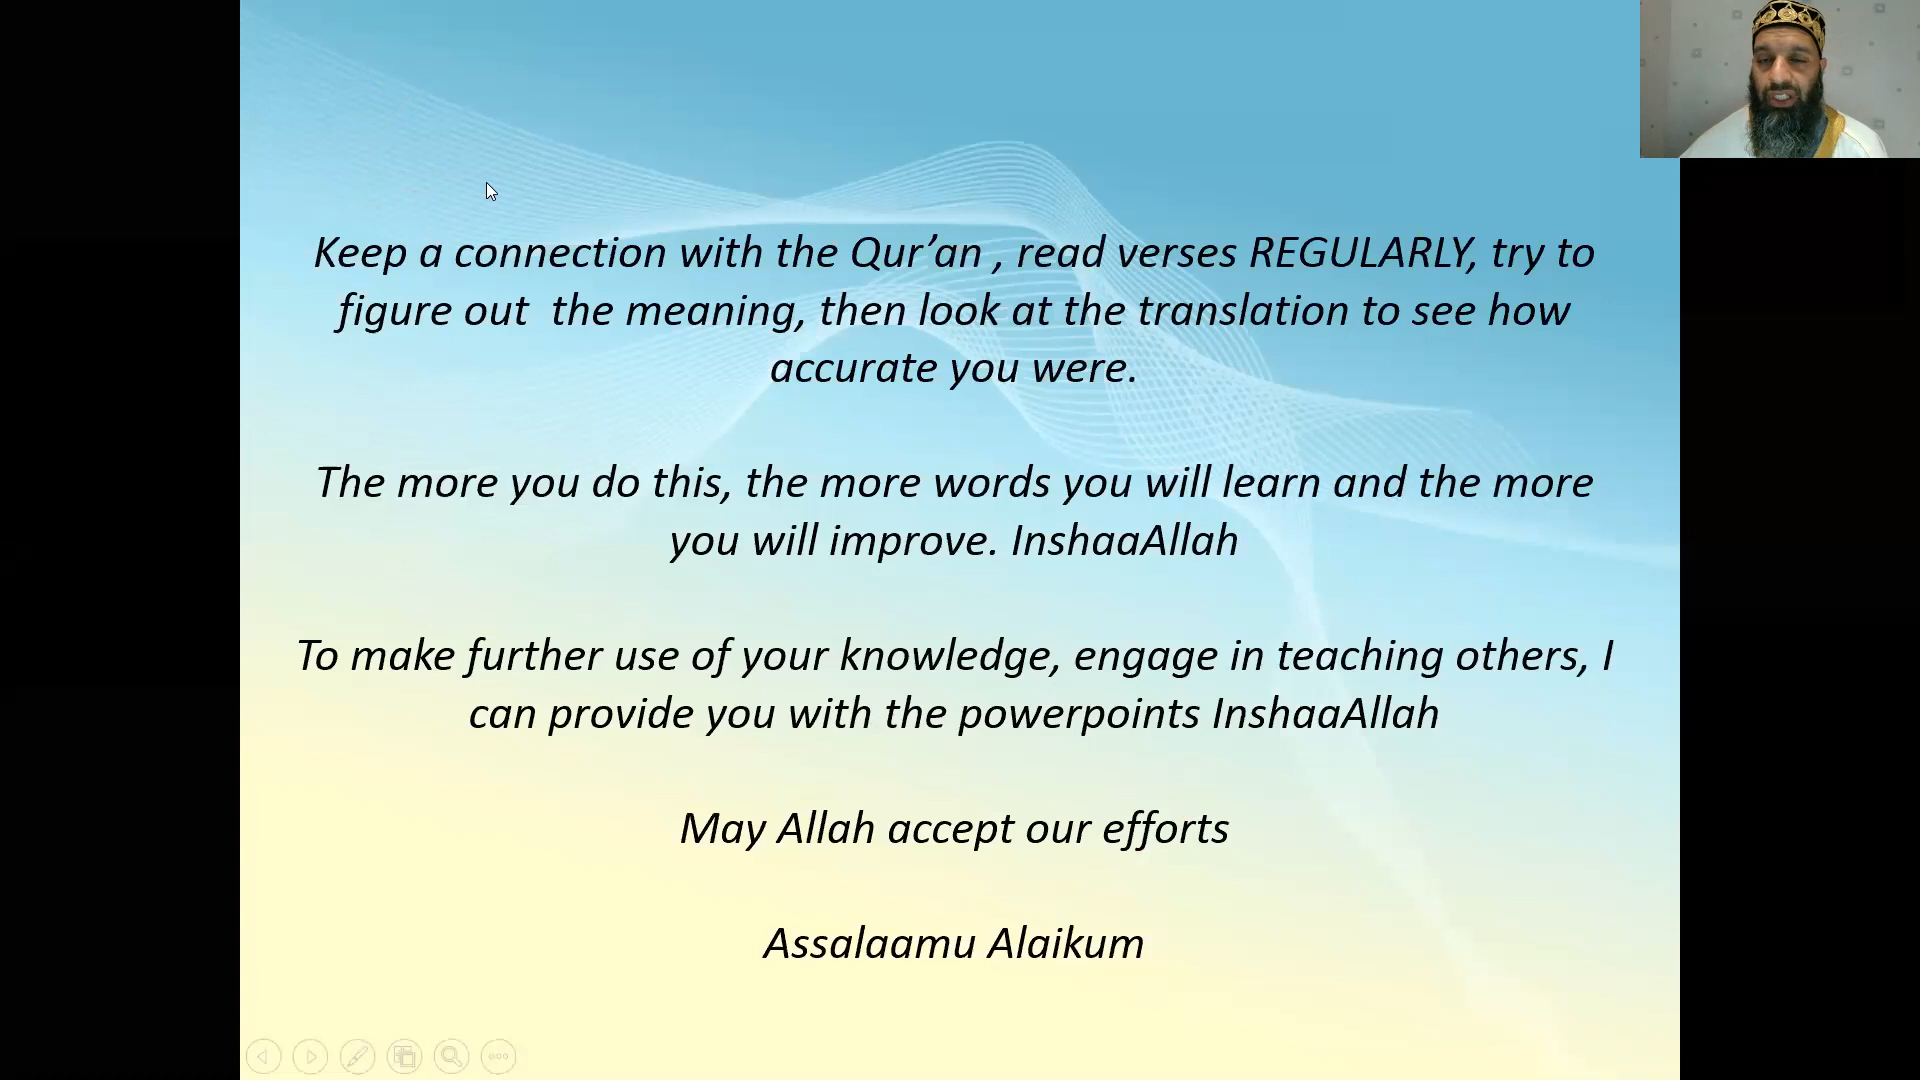 Keep a connection with the Qur’an , read verses REGULARLY, try to
figure out  the meaning, then look at the translation to see how
accurate you were.
The more you do this, the more words you will learn and the more
you will improve. InshaaAllah
To make further use of your knowledge, engage in teaching others, I
can provide you with the powerpoints InshaaAllah
May Allah accept our efforts
Assalaamu Alaikum